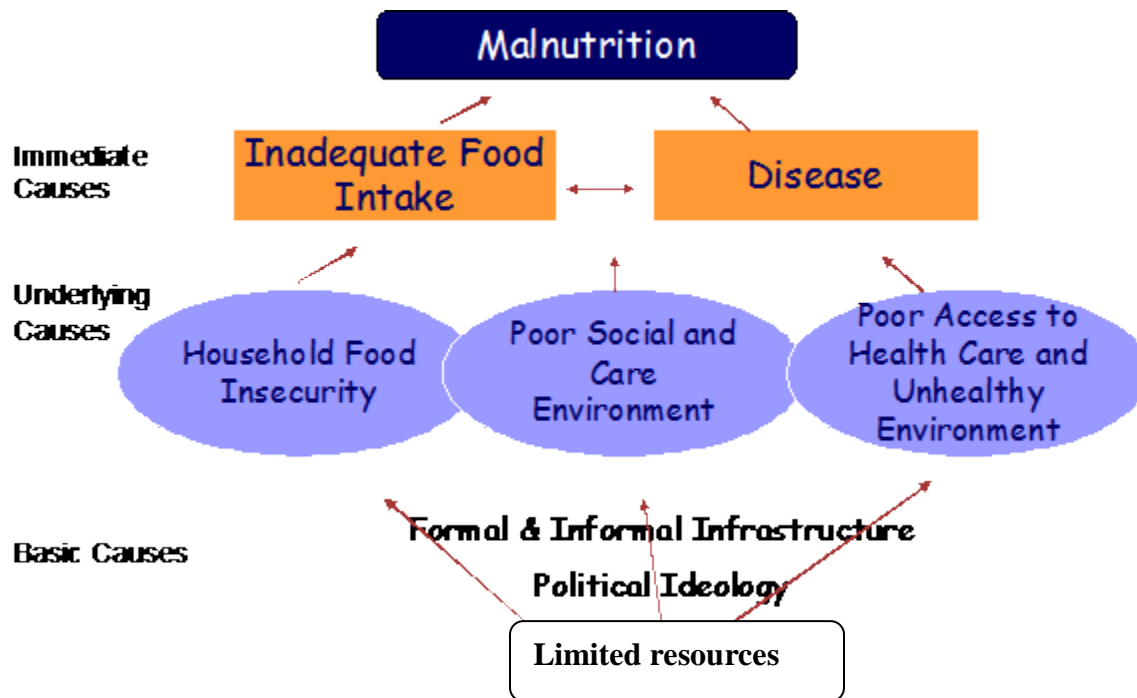 Malnutrition
Immediate
Causes
Inadequate Food
Intake
Disease
Underlying
Causes
Household Food
Insecurity
Poor Social and
Care
Environment
Poor Access to
Health Care and
Unhealthy
Environment
Basic Causes
Formal & Informal Infrastructure
Political Ideology
Limited resources